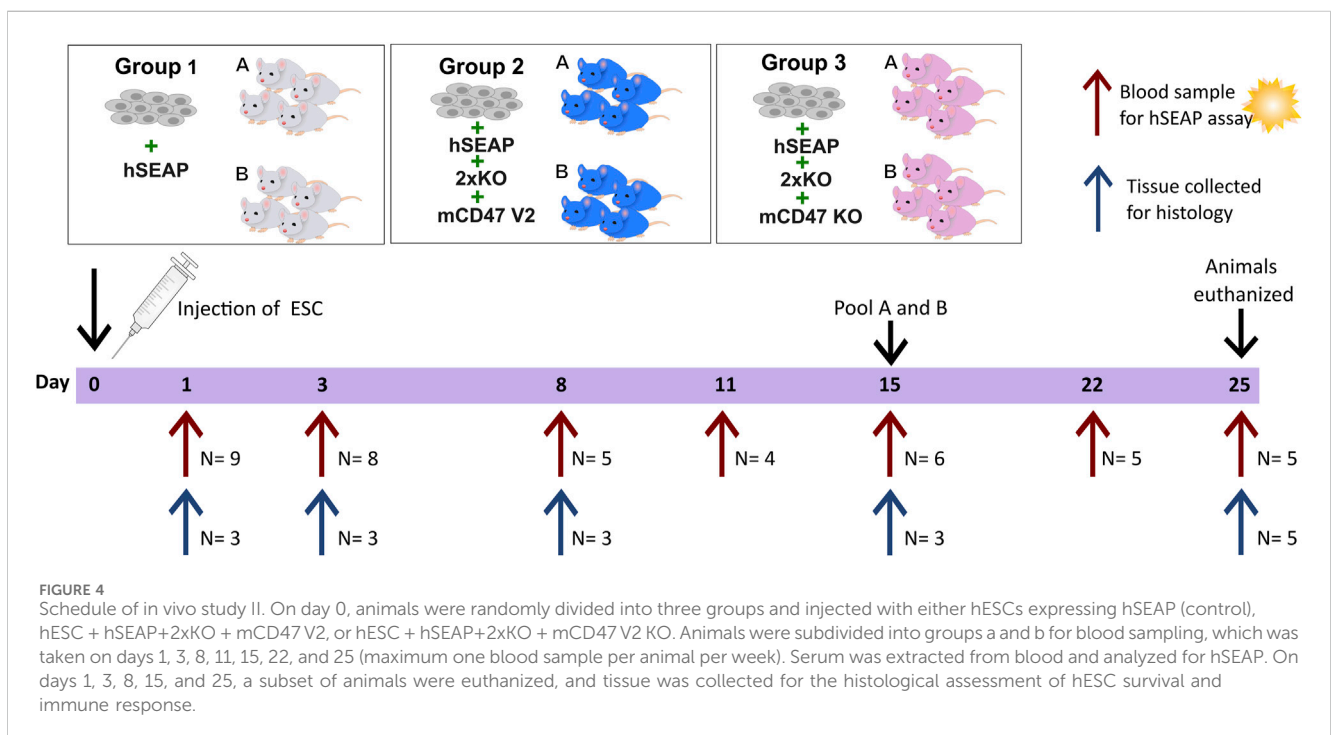 Group 1
A
+
hSEAP
B
Group 2
A
+
hSEAP
+
2xKO
+
mCD47 V2
B
Group 3
A
+
hSEAP
+
2xKO
+
mCD47 KO
B
Blood sample
for hSEAP assay
Tissue collected
for histology
Injection of ESC
Pool A and B
Animals
euthanized
Day 0 1 3 8 11 15 22 25
N= 9 N= 8 N= 5 N= 4 N= 6 N= 5 N= 5
N= 3 N= 3 N= 3 N= 3 N= 5
FIGURE 4
Schedule of in vivo study II. On day 0, animals were randomly divided into three groups and injected with either hESCs expressing hSEAP (control),
hESC + hSEAP+2xKO + mCD47 V2, or hESC + hSEAP+2xKO + mCD47 V2 KO. Animals were subdivided into groups a and b for blood sampling, which was
taken on days 1, 3, 8, 11, 15, 22, and 25 (maximum one blood sample per animal per week). Serum was extracted from blood and analyzed for hSEAP. On
days 1, 3, 8, 15, and 25, a subset of animals were euthanized, and tissue was collected for the histological assessment of hESC survival and
immune response.